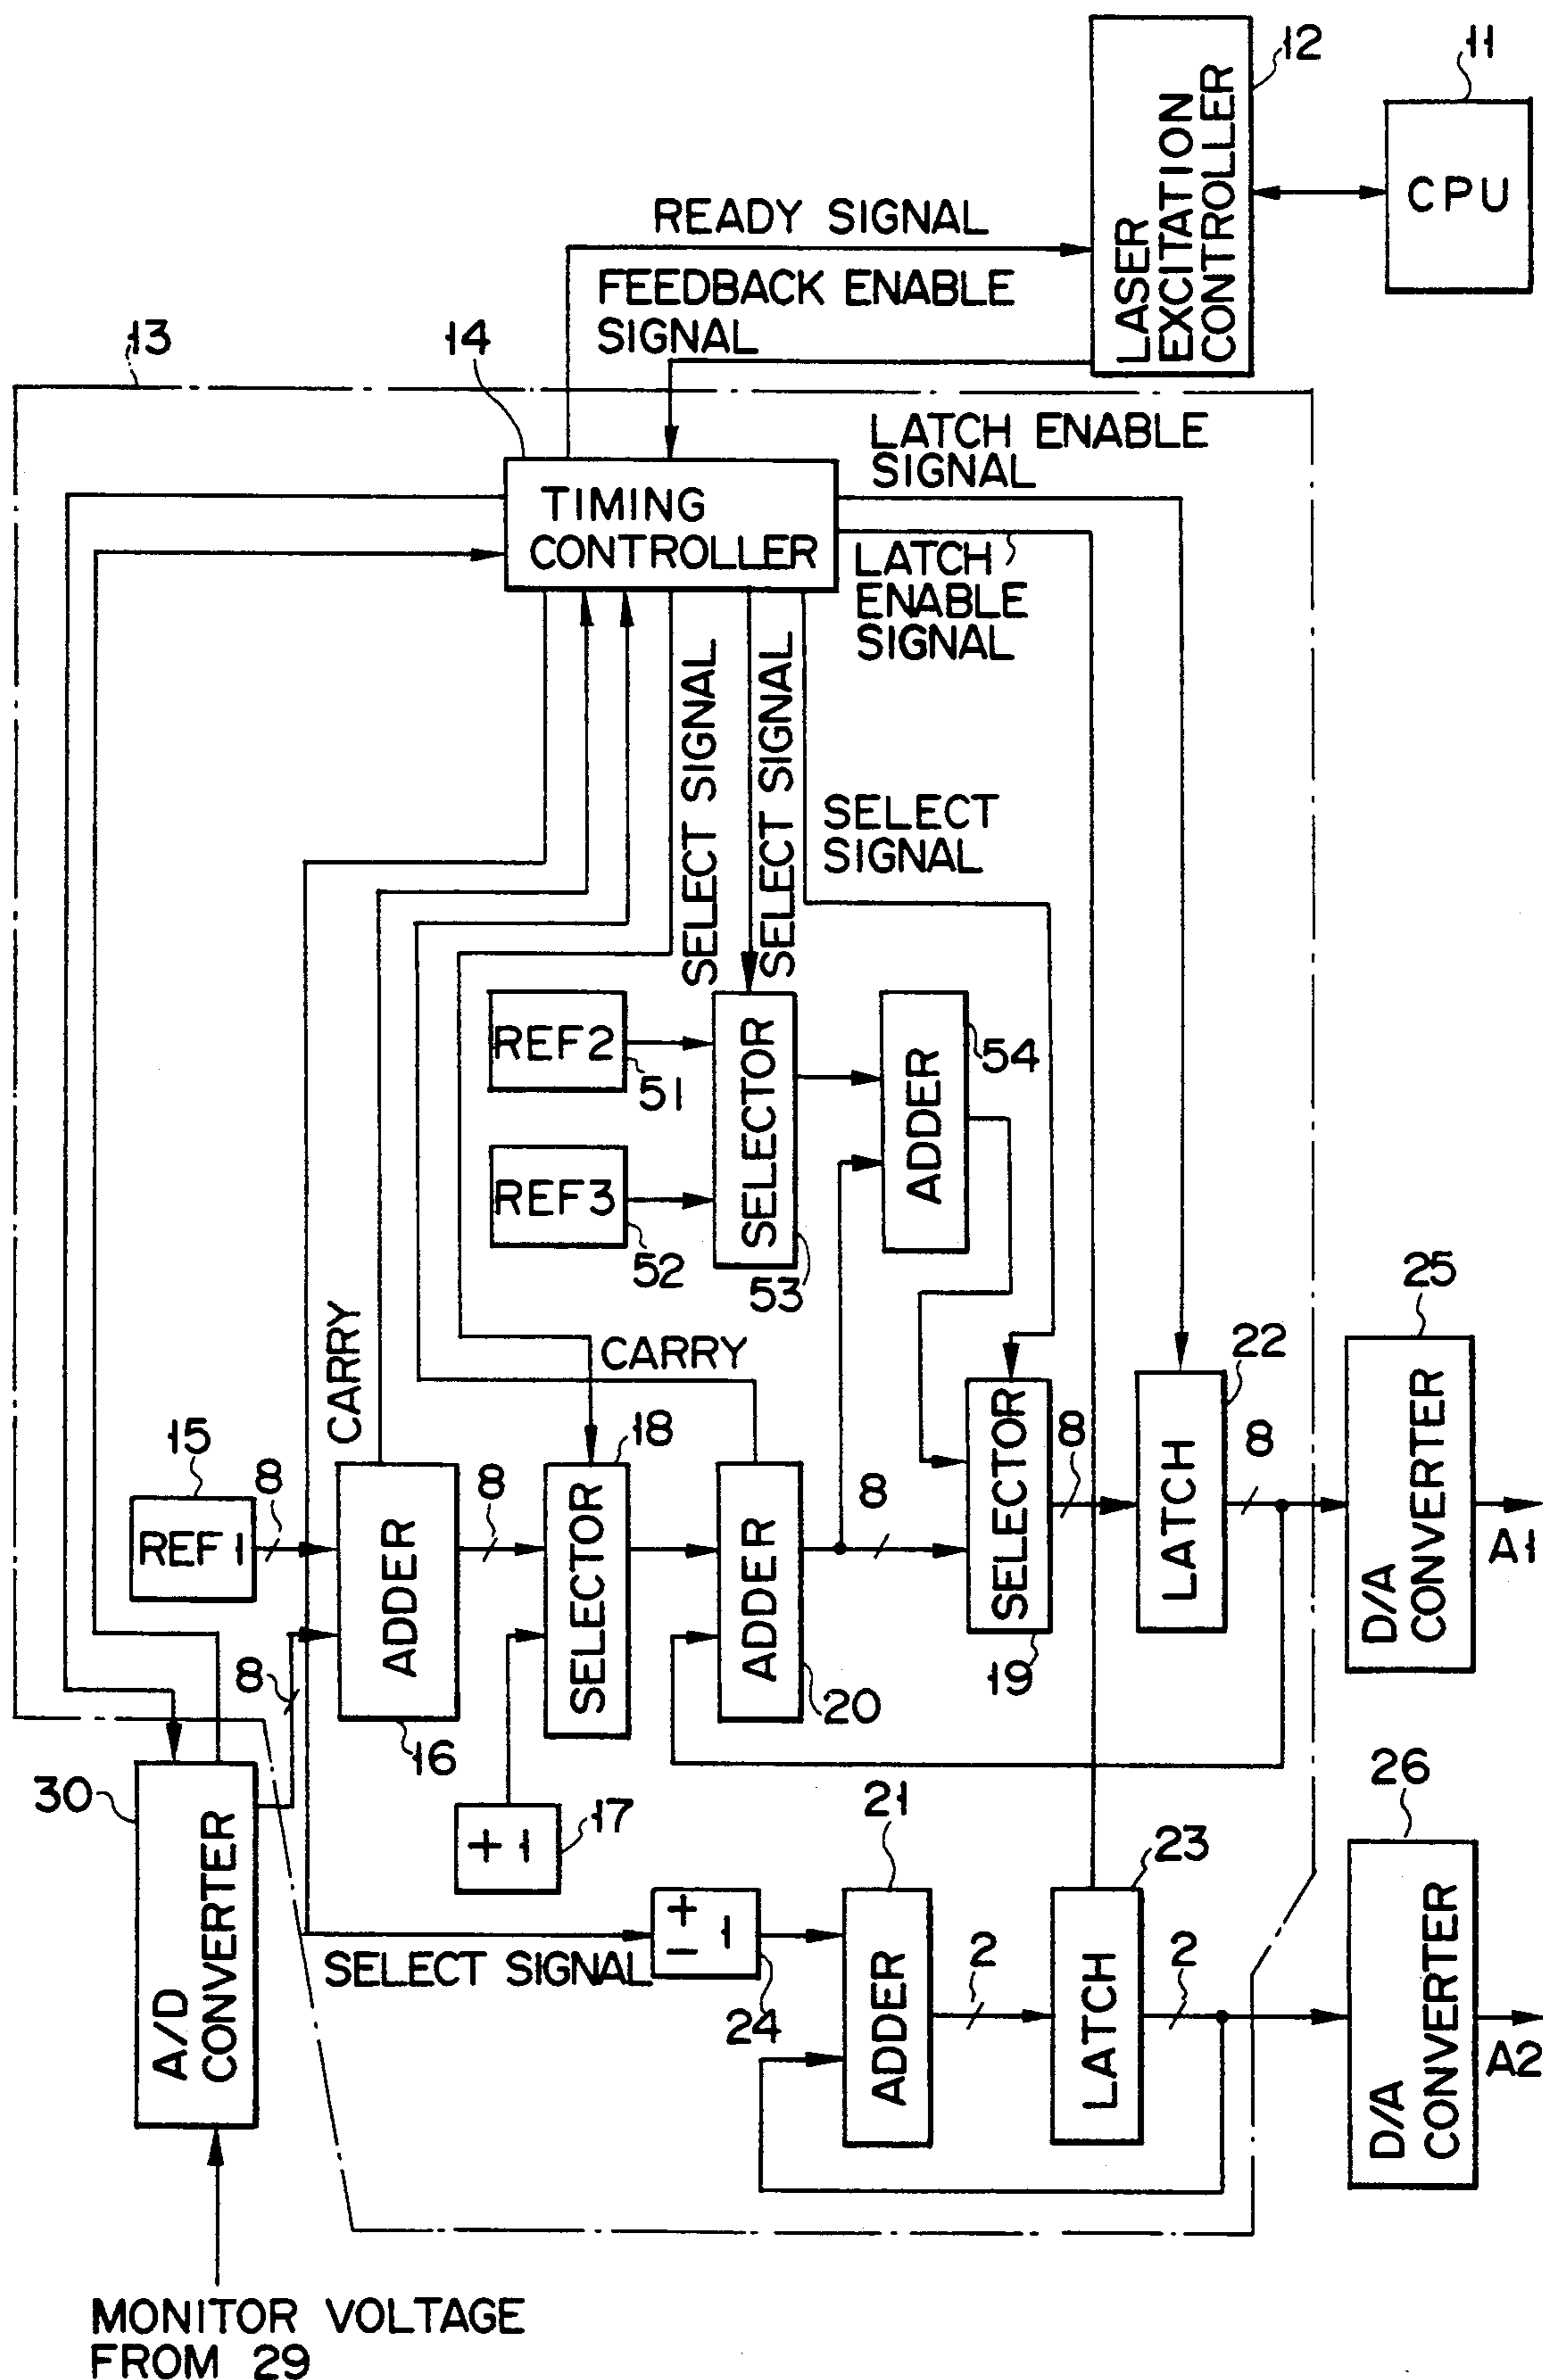 11
12
LASER
EXCITATION
CONTROLLER
CPU
READY SIGNAL
FEEDBACK ENABLE
SIGNAL
13
14
LATCH ENABLE
SIGNAL
TIMING
CONTROLLER
LATCH
ENABLE
SIGNAL
SELECT SIGNAL
SELECT SIGNAL
SELECT
SIGNAL
REF2
51
SELECTOR
53
ADDER
54
REF3
52
CARRY
CARRY
25
22
15
8
8
18
8
8
8
REF1
ADDER
16
SELECTOR
ADDER
20
SELECTOR
19
LATCH
D/A
CONVERTER
A1
8
30
A/D
CONVERTER
+1
17
21
23
26
SELECT SIGNAL
+
- 1
24
ADDER
2
LATCH
2
D/A
CONVERTER
A2
MONITOR VOLTAGE
FROM 29